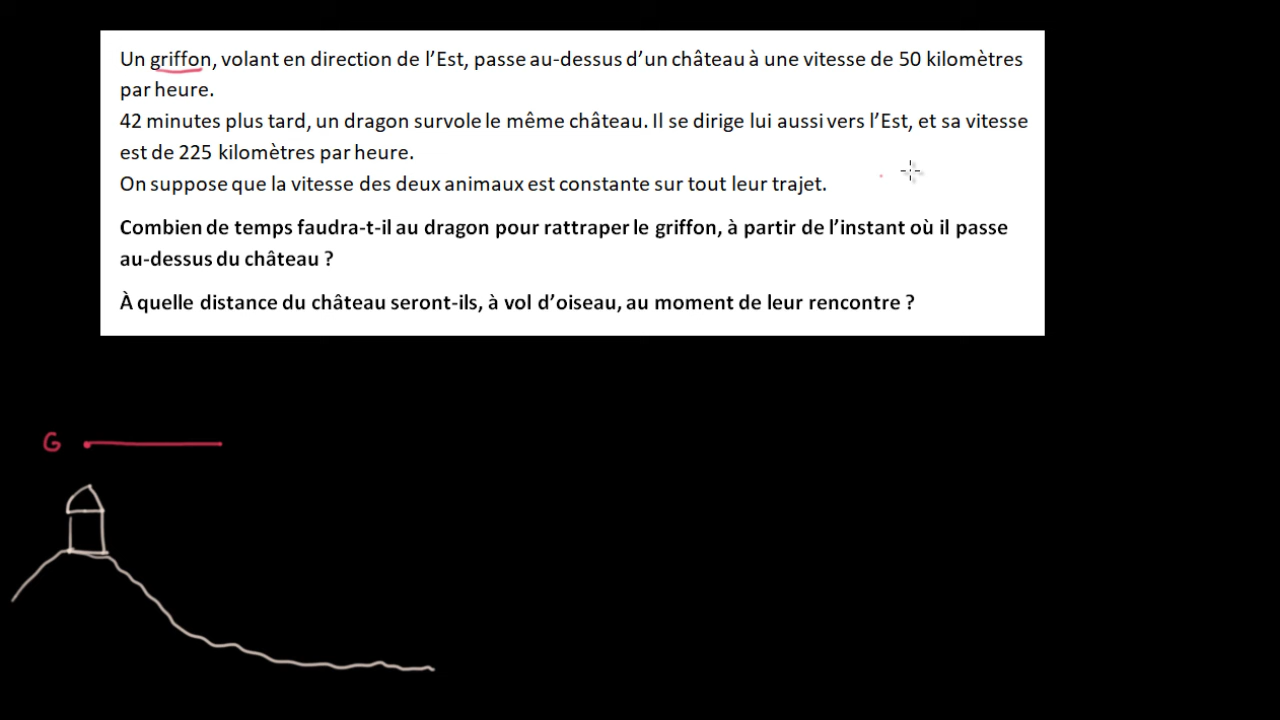 Un griffon, volant en direction de l’Est, passe au-dessus d’un château à une vitesse de 50 kilomètres
par heure.
42 minutes plus tard, un dragon survole le même château. Il se dirige lui aussi vers l’Est, et sa vitesse
est de 225 kilomètres par heure.
On suppose que la vitesse des deux animaux est constante sur tout leur trajet.
Combien de temps faudra-t-il au dragon pour rattraper le griffon, à partir de l’instant où il passe
au-dessus du château ?
À quelle distance du château seront-ils, à vol d’oiseau, au moment de leur rencontre ?
G